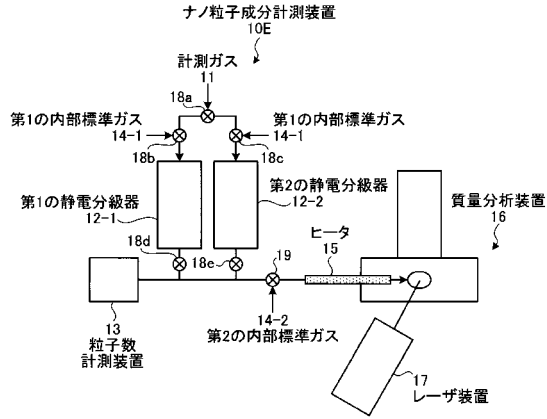 ナノ粒子成分計測装置
10E
計測ガス
11
18a
第1の内部標準ガス
14-1
第1の内部標準ガス
14-1
18b
18c
第1の静電分級器
12-1
第2の静電分級器
12-2
質量分析装置
16
ヒータ
15
18d
18e
19
13
粒子数
計測装置
14-2
第2の内部標準ガス
17
レーザ装置